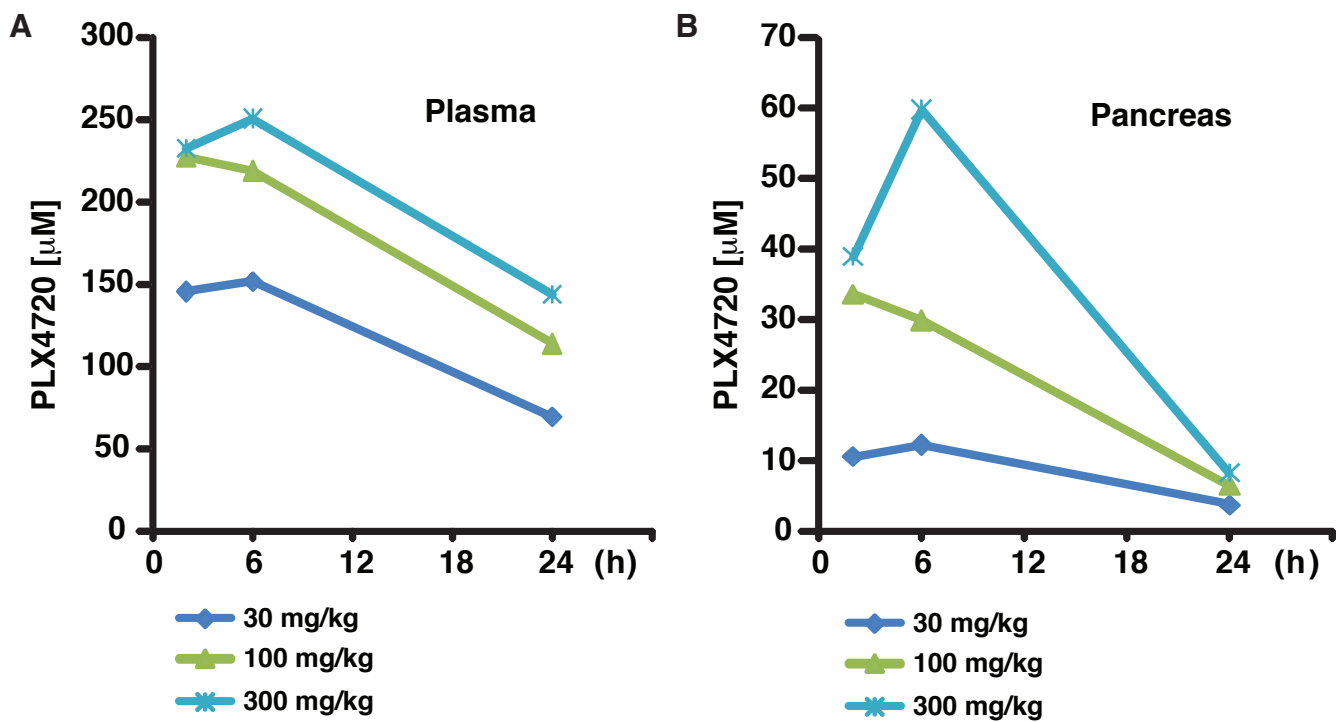 A
300
250
200
150
100
50
0
PLX4720 [μM]
Plasma
0 6 12 18 24 (h)
30 mg/kg
100 mg/kg
300 mg/kg
B
70
60
50
40
30
20
10
0
PLX4720 [μM]
Pancreas
0 6 12 18 24 (h)
30 mg/kg
100 mg/kg
300 mg/kg